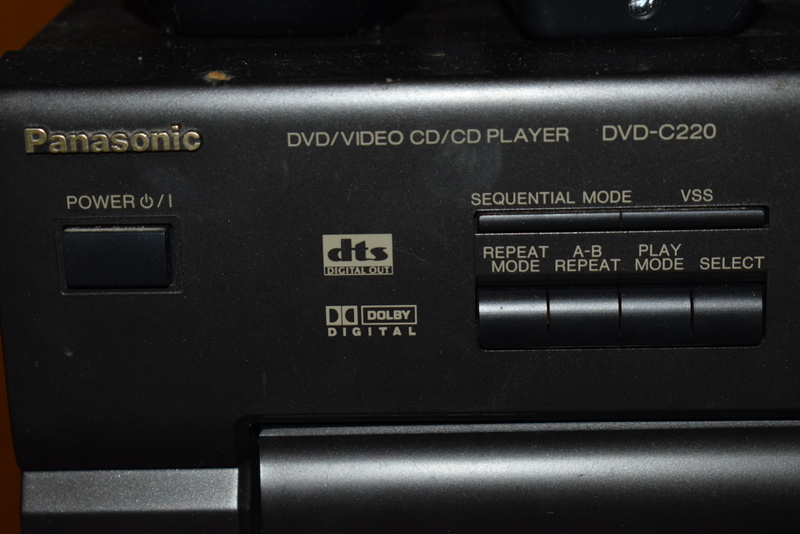 Panasonic
DVD/VIDEO CD/CD PLAYER DVD-C220
POWER ⏻/I
SEQUENTIAL MODE VSS
REPEAT MODE
A-B REPEAT
PLAY MODE
SELECT
dts
DIGITAL OUT
DOLBY
DIGITAL